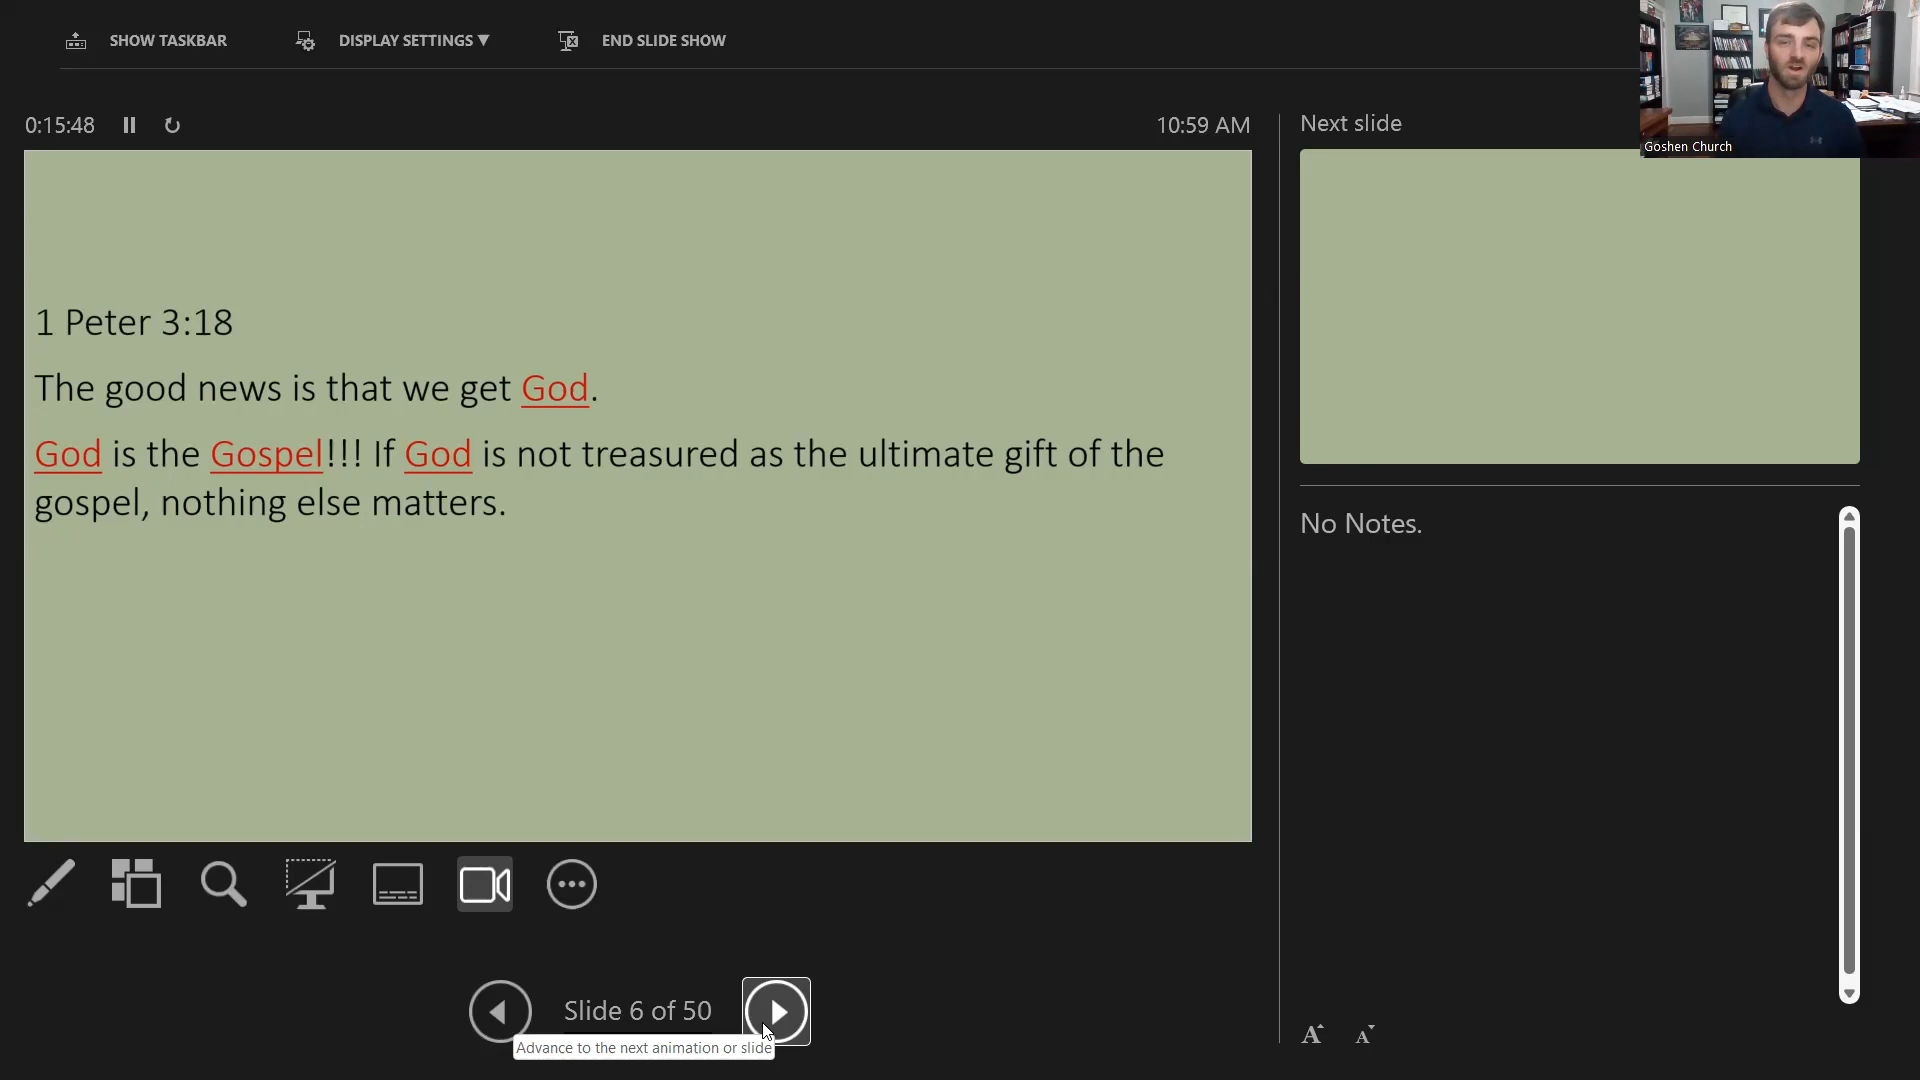 SHOW TASKBAR
DISPLAY SETTINGS ▼
END SLIDE SHOW
Goshen Church
0:15:48
10:59 AM
Next slide
1 Peter 3:18
The good news is that we get God.
God is the Gospel!!! If God is not treasured as the ultimate gift of the
gospel, nothing else matters.
No Notes.
Slide 6 of 50
Advance to the next animation or slide
A A